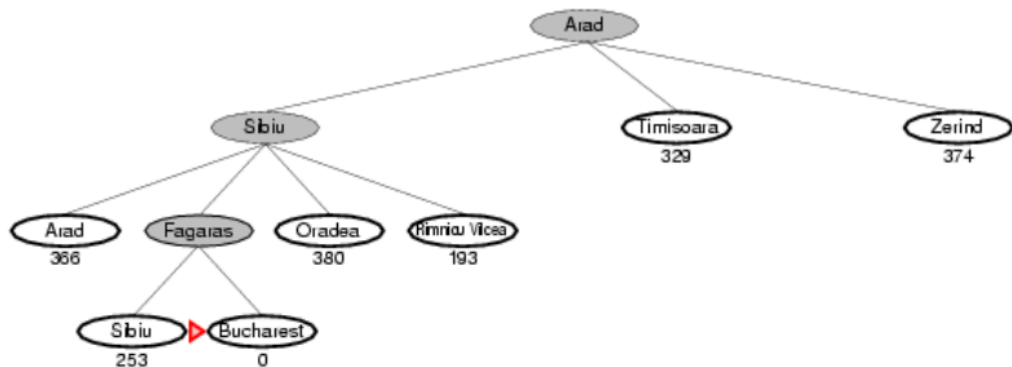 Arad
Sibiu
Timisoara
Zerind
329
374
Arad
Fagaras
Oradea
Rimnicu Vilcea
366
380
193
Sibiu
Bucharest
253
0